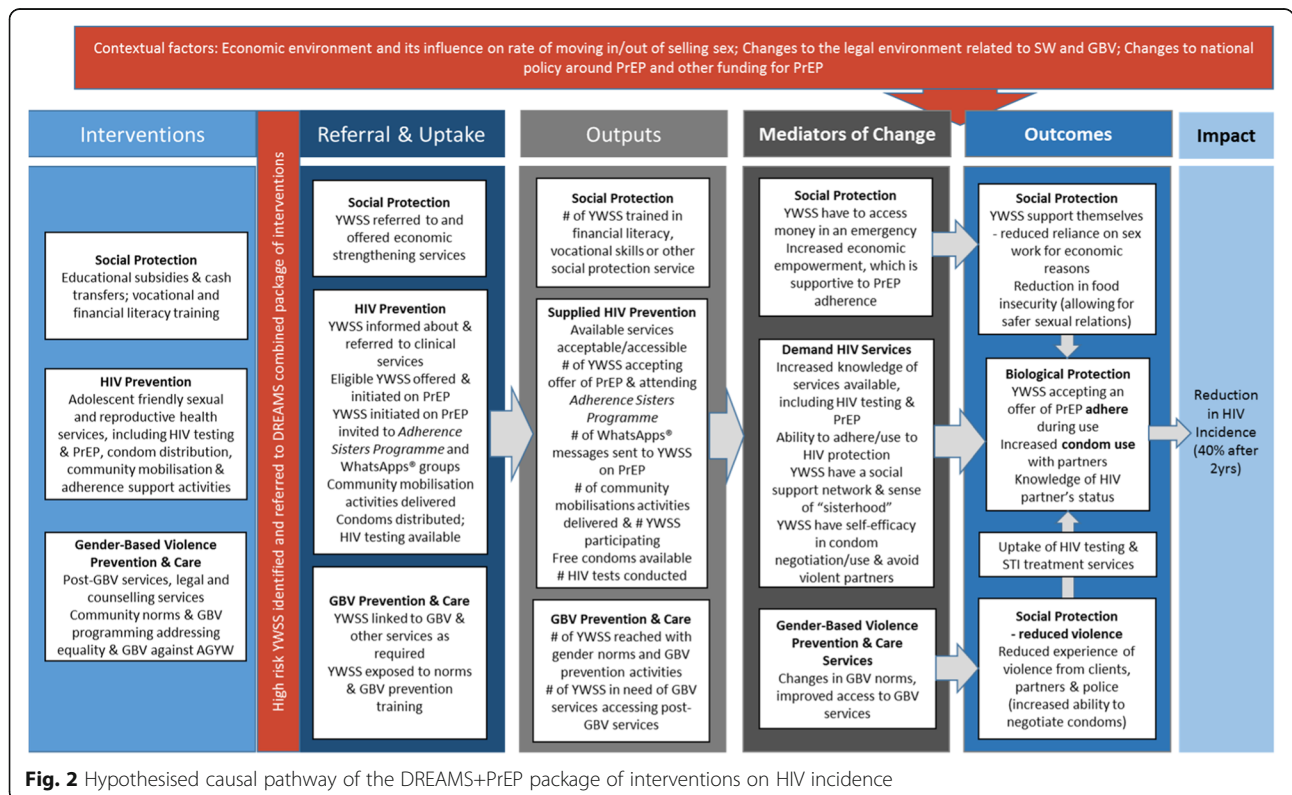 Contextual factors: Economic environment and its influence on rate of moving in/out of selling sex; Changes to the legal environment related to SW and GBV; Changes to national
policy around PrEP and other funding for PrEP
Interventions
Social Protection
Educational subsidies & cash
transfers; vocational and
financial literacy training
HIV Prevention
Adolescent friendly sexual
and reproductive health
services, including HIV testing
& PrEP, condom distribution,
community mobilisation &
adherence support activities
Gender-Based Violence
Prevention & Care
Post-GBV services, legal and
counselling services
Community norms & GBV
programming addressing
equality & GBV against AGYW
High risk YWSS identified and referred to DREAMS combined package of interventions
Referral & Uptake
Social Protection
YWSS referred to and
offered economic
strengthening services
HIV Prevention
YWSS informed about &
referred to clinical
services
Eligible YWSS offered &
initiated on PrEP
YWSS initiated on PrEP
invited to Adherence
Sisters Programme and
WhatsApps® groups
Community mobilisation
activities delivered
Condoms distributed;
HIV testing available
GBV Prevention & Care
YWSS linked to GBV &
other services as
required
YWSS exposed to norms
& GBV prevention
training
Outputs
Social Protection
# of YWSS trained in
financial literacy,
vocational skills or other
social protection service
Supplied HIV Prevention
Available services
acceptable/accessible
# of YWSS accepting
offer of PrEP & attending
Adherence Sisters
Programme
# of WhatsApps®
messages sent to YWSS
on PrEP
# of community
mobilisations activities
delivered & # YWSS
participating
Free condoms available
# HIV tests conducted
GBV Prevention & Care
# of YWSS reached with
gender norms and GBV
prevention activities
# of YWSS in need of GBV
services accessing post-
GBV services
Mediators of Change
Social Protection
YWSS have to access
money in an emergency
Increased economic
empowerment, which is
supportive to PrEP
adherence
Demand HIV Services
Increased knowledge of
services available,
including HIV testing &
PrEP
Ability to adhere/use to
HIV protection
YWSS have a social
support network & sense
of “sisterhood”
YWSS have self-efficacy
in condom
negotiation/use & avoid
violent partners
Gender-Based Violence
Prevention & Care
Services
Changes in GBV norms,
improved access to GBV
services
Outcomes
Social Protection
YWSS support themselves
- reduced reliance on sex
work for economic
reasons
Reduction in food
insecurity (allowing for
safer sexual relations)
Biological Protection
YWSS accepting an
offer of PrEP adhere
during use
Increased condom use
with partners
Knowledge of HIV
partner's status
Uptake of HIV testing &
STI treatment services
Social Protection
- reduced violence
Reduced experience of
violence from clients,
partners & police
(increased ability to
negotiate condoms)
Impact
Reduction
in HIV
Incidence
(40% after
2yrs)
Fig. 2 Hypothesised causal pathway of the DREAMS+PrEP package of interventions on HIV incidence